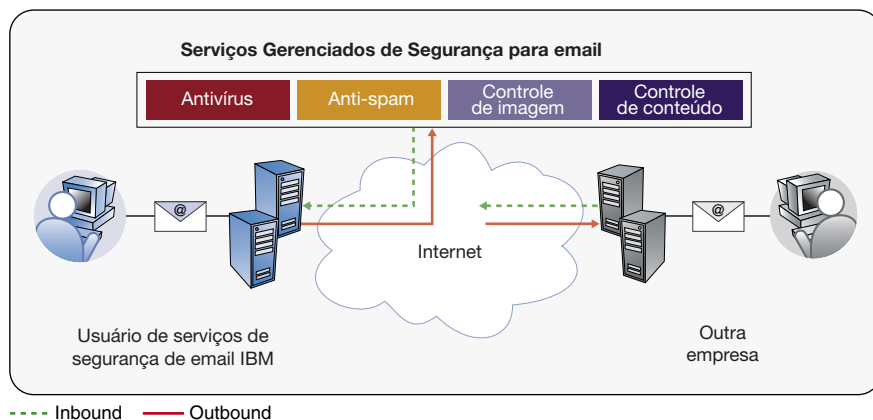 Serviços Gerenciados de Segurança para email
Antivírus
Anti-spam
Controle
de imagem
Controle
de conteúdo
@
@
Internet
Usuário de serviços de
segurança de email IBM
Outra
empresa
Inbound
Outbound